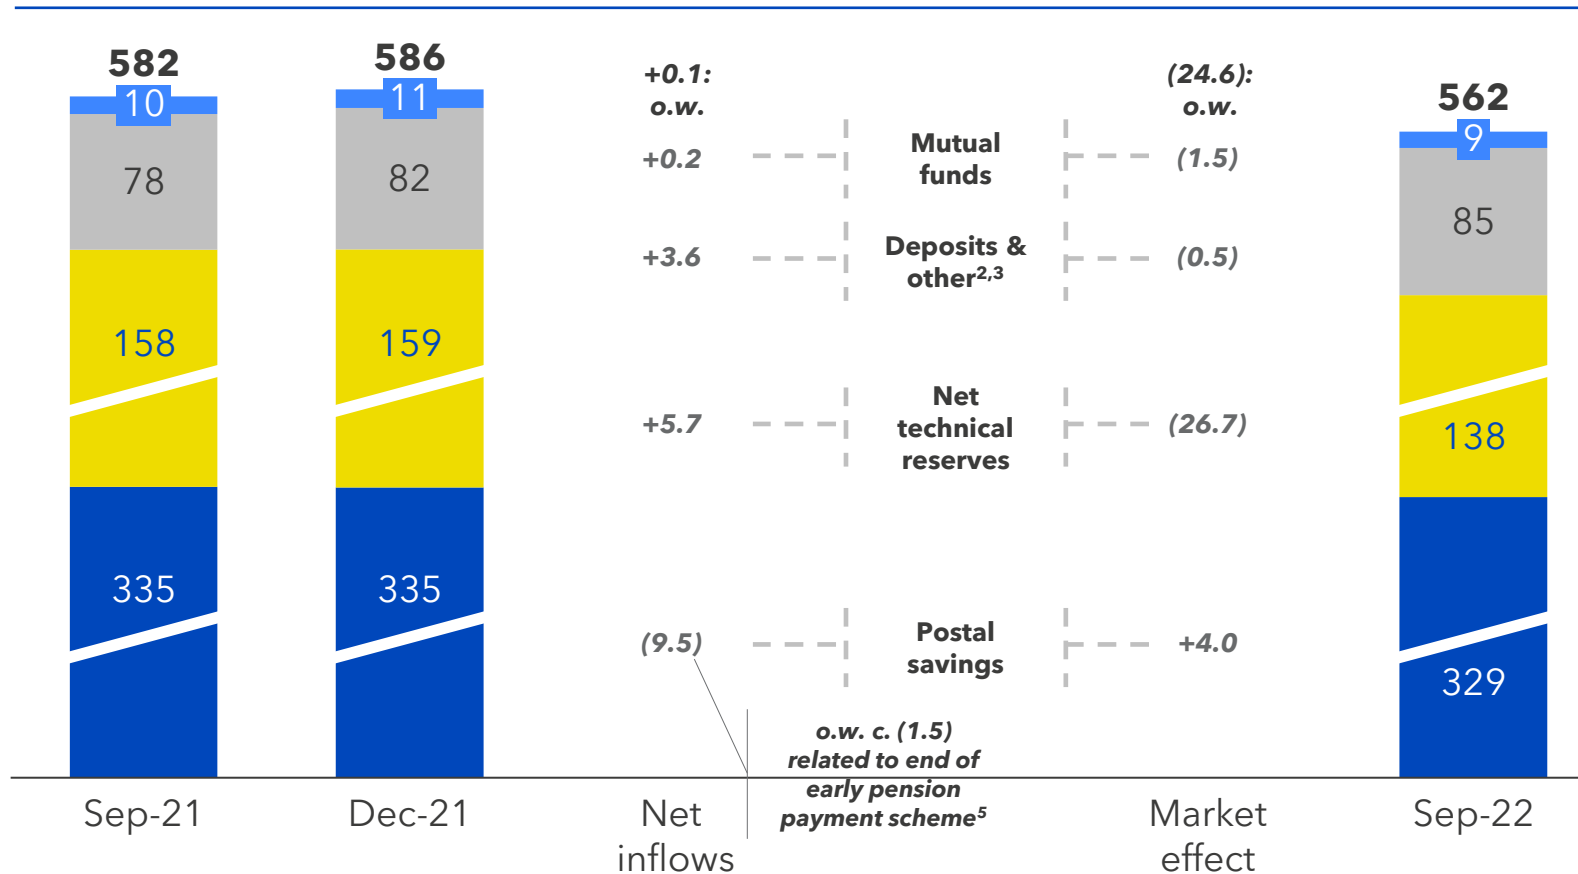 582
10
78
158
335
Sep-21
586
11
82
159
335
Dec-21
+0.1:
o.w.
+0.2
+3.6
+5.7
(9.5)
Net
inflows
Mutual
funds
Deposits &
other2,3
Net
technical
reserves
Postal
savings
o.w. c. (1.5)
related to end of
early pension
payment scheme5
(24.6):
o.w.
(1.5)
(0.5)
(26.7)
+4.0
Market
effect
562
9
85
138
329
Sep-22